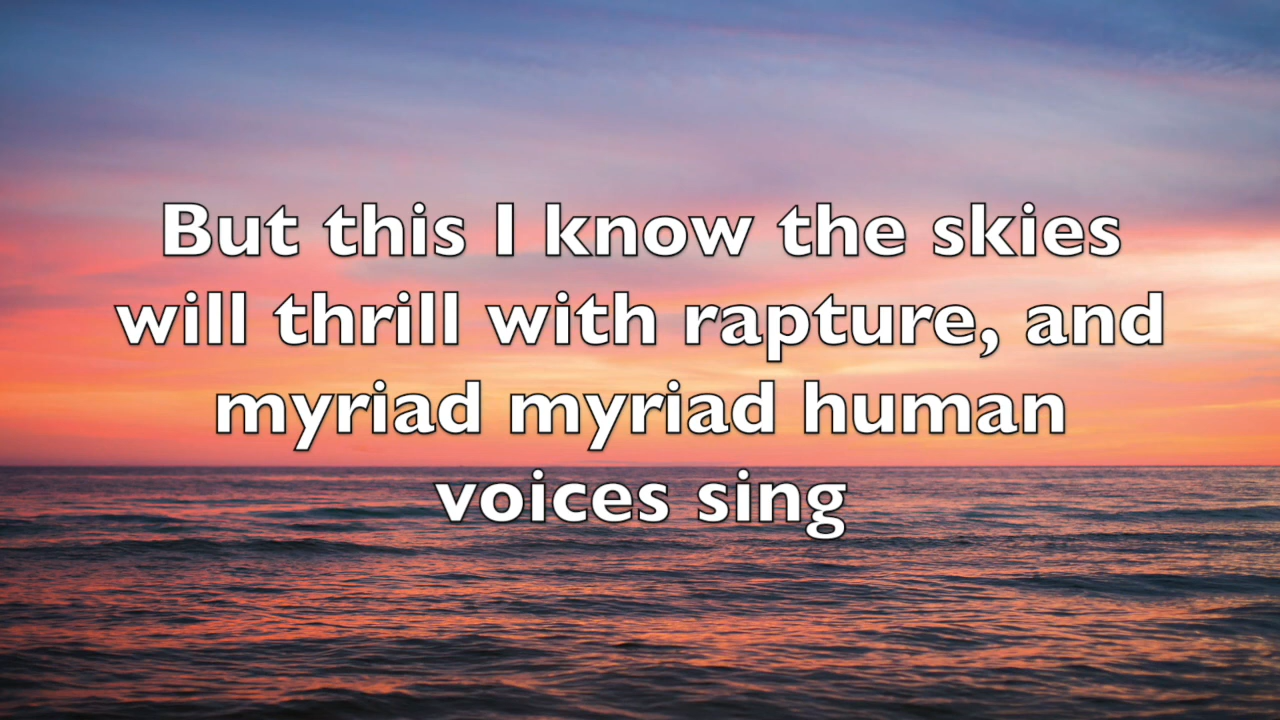 But this I know the skies
will thrill with rapture, and
myriad myriad human
voices sing